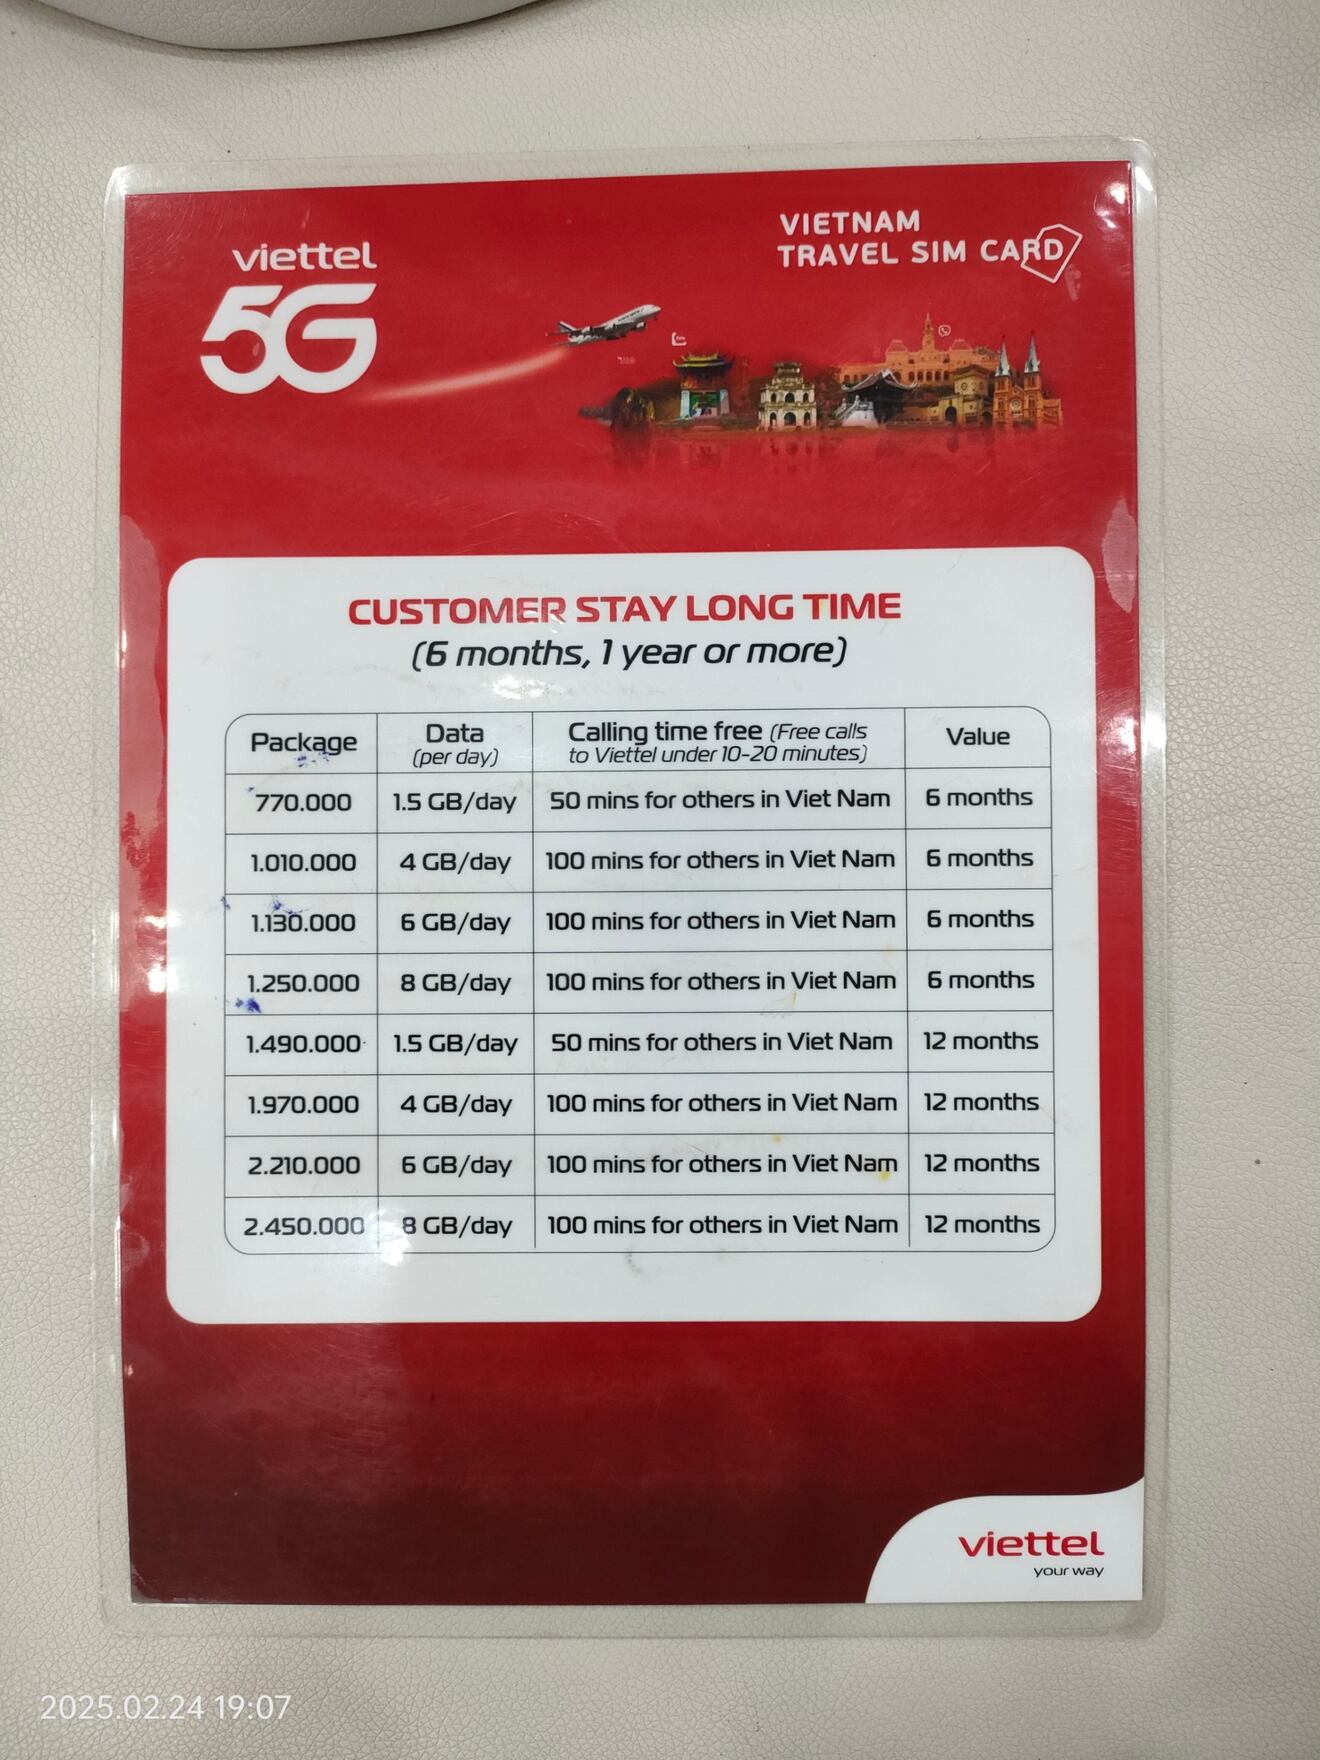 viettel
5G
VIETNAM
TRAVEL SIM CARD
CUSTOMER STAY LONG TIME
(6 months, 1 year or more)
Package Data (per day) Calling time free (Free calls to Viettel under 10-20 minutes) Value
770.000 1.5 GB/day 50 mins for others in Viet Nam 6 months
1.010.000 4 GB/day 100 mins for others in Viet Nam 6 months
1.130.000 6 GB/day 100 mins for others in Viet Nam 6 months
1.250.000 8 GB/day 100 mins for others in Viet Nam 6 months
1.490.000 1.5 GB/day 50 mins for others in Viet Nam 12 months
1.970.000 4 GB/day 100 mins for others in Viet Nam 12 months
2.210.000 6 GB/day 100 mins for others in Viet Nam 12 months
2.450.000 8 GB/day 100 mins for others in Viet Nam 12 months
viettel
your way
2025.02.24 19:07